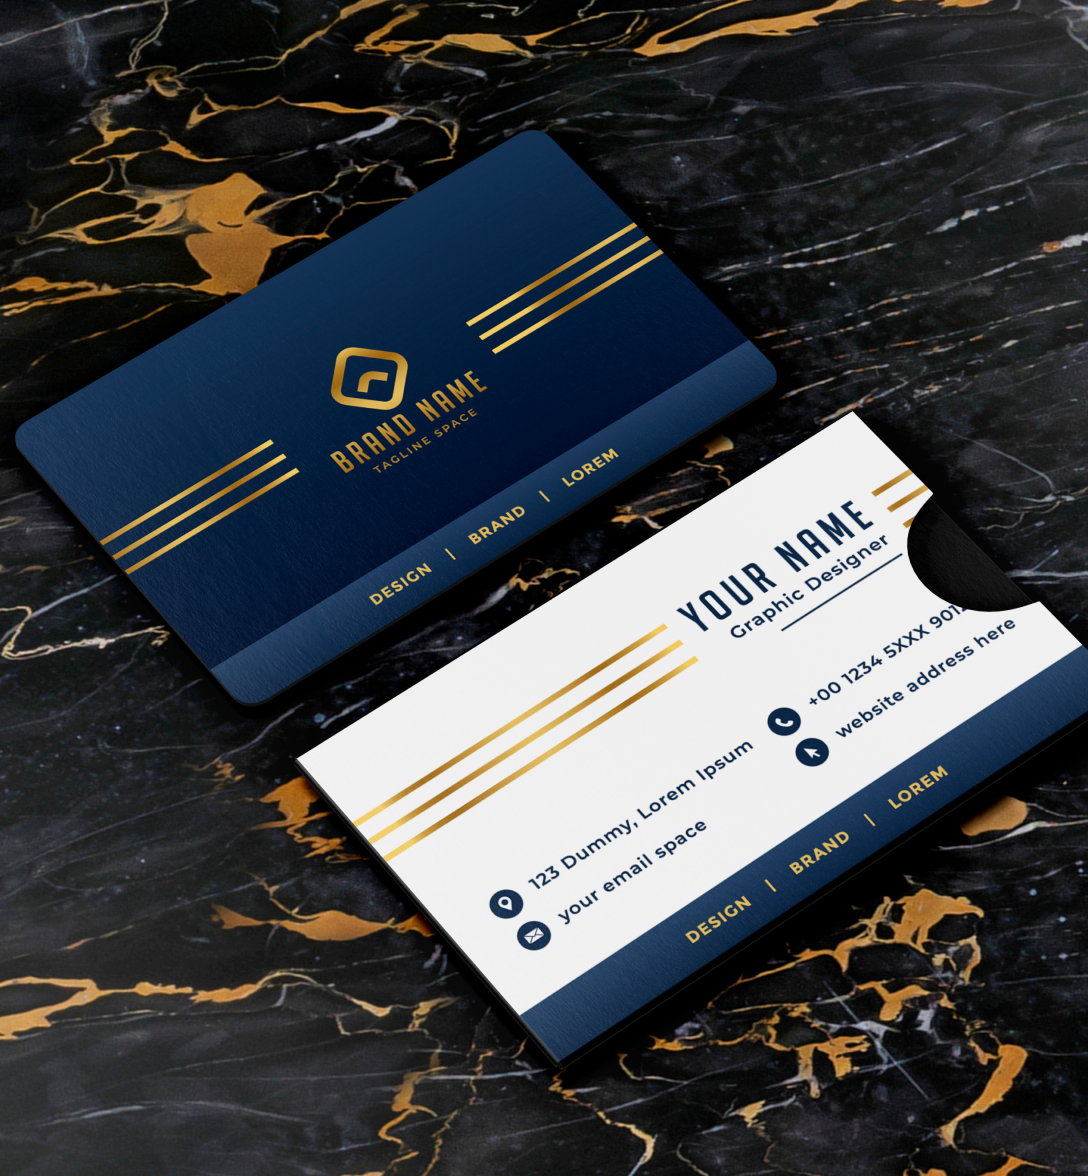 BRAND NAME
TAGLINE SPACE
DESIGN | BRAND | LOREM
YOUR NAME
Graphic Designer
+00 1234 5XXX 901
website address here
123 Dummy, Lorem Ipsum
your email space
DESIGN | BRAND | LOREM